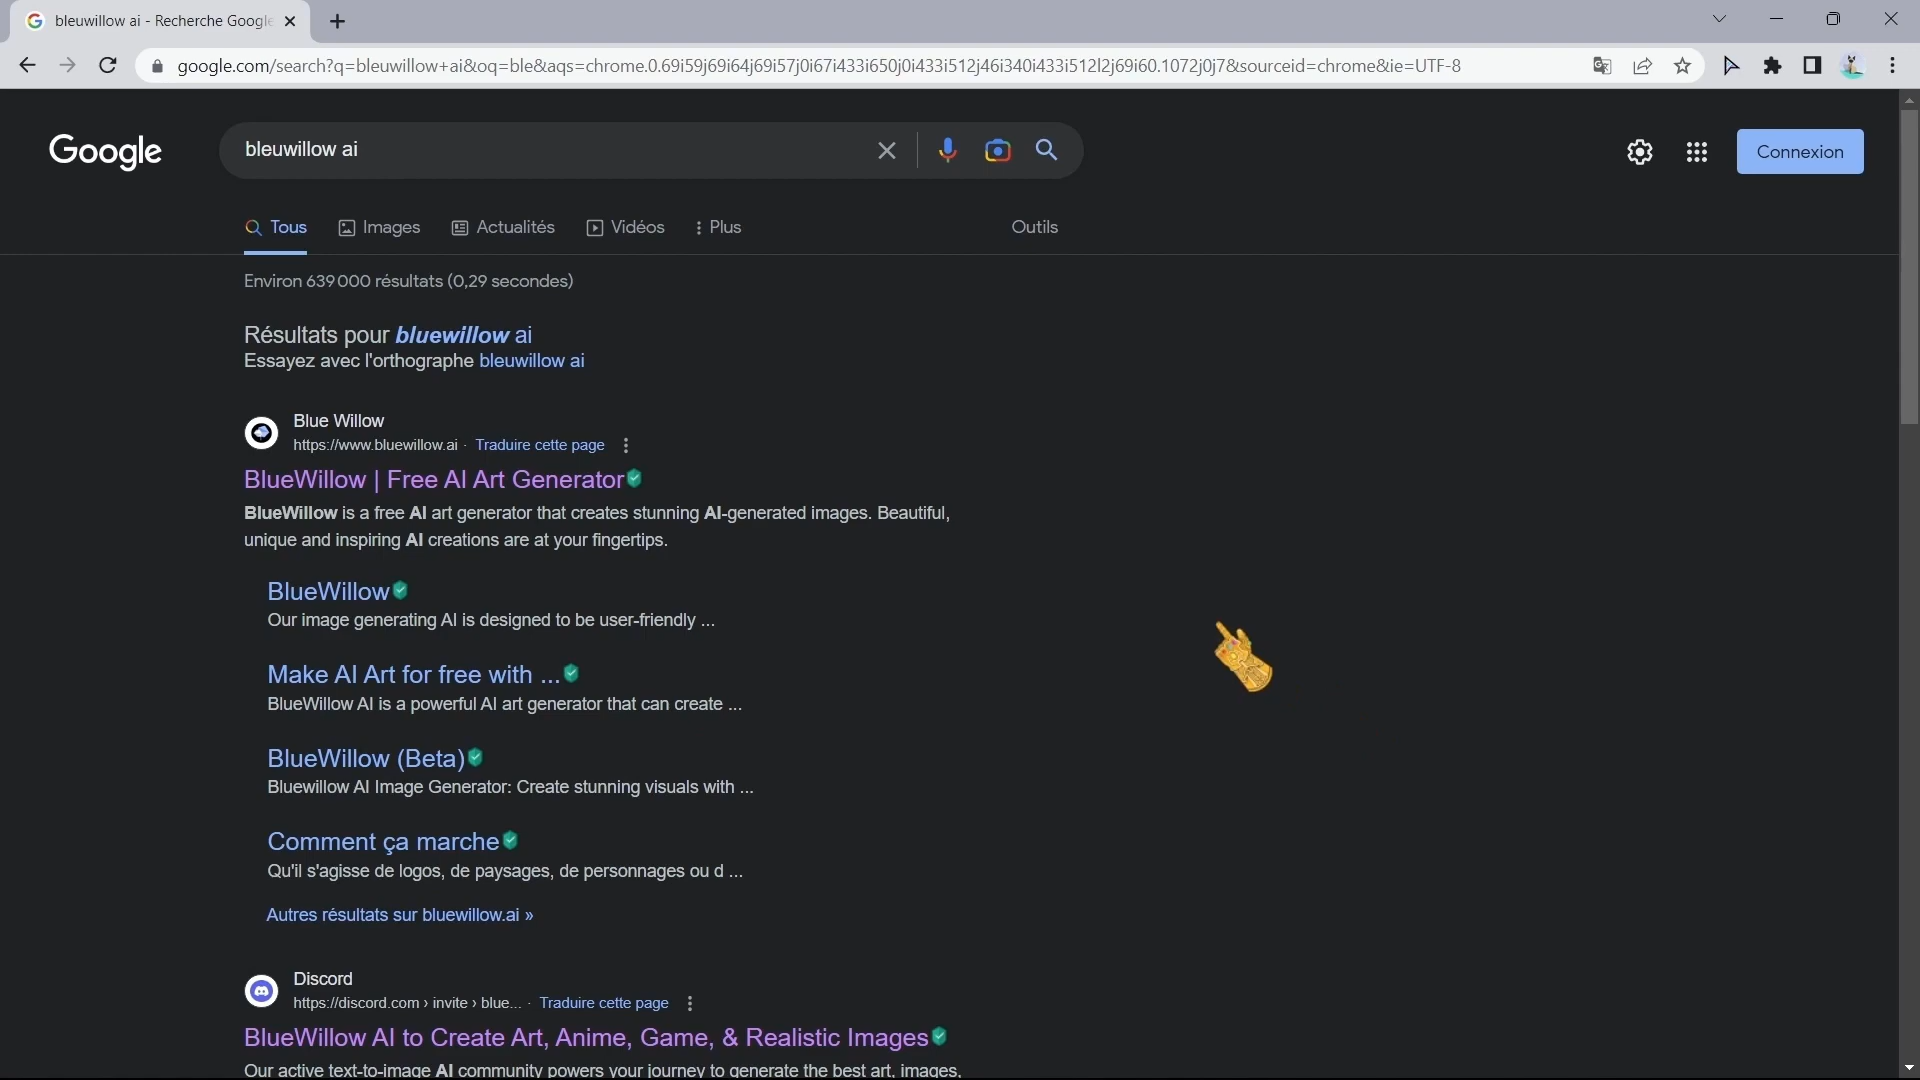 bleuwillow ai - Recherche Google
google.com/search?q=bleuwillow+ai&oq=ble&aqs=chrome.0.69i59j69i64j69i57j0i67i433i650j0i433i512j46i340i433i512l2j69i60.1072j0j7&sourceid=chrome&ie=UTF-8
Google
bleuwillow ai
Connexion
Tous
Images
Actualités
Vidéos
Plus
Outils
Environ 639 000 résultats (0,29 secondes)
Résultats pour bluewillow ai
Essayez avec l'orthographe bleuwillow ai
Blue Willow
https://www.bluewillow.ai · Traduire cette page
BlueWillow | Free AI Art Generator
BlueWillow is a free AI art generator that creates stunning AI-generated images. Beautiful,
unique and inspiring AI creations are at your fingertips.
BlueWillow
Our image generating AI is designed to be user-friendly ...
Make AI Art for free with ...
BlueWillow AI is a powerful AI art generator that can create ...
BlueWillow (Beta)
Bluewillow AI Image Generator: Create stunning visuals with ...
Comment ça marche
Qu'il s'agisse de logos, de paysages, de personnages ou d ...
Autres résultats sur bluewillow.ai »
Discord
https://discord.com › invite › blue... · Traduire cette page
BlueWillow AI to Create Art, Anime, Game, & Realistic Images
Our active text-to-image AI community powers your journey to generate the best art, images,